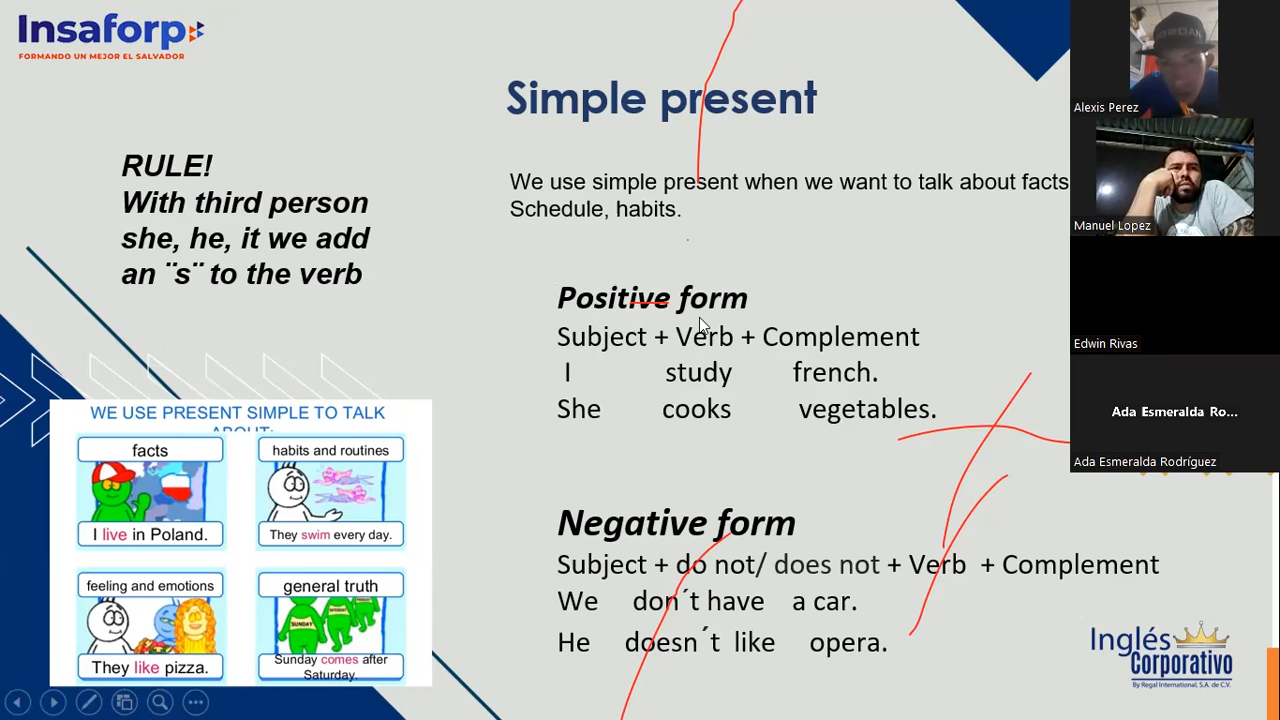 Insaforp
FORMANDO UN MEJOR EL SALVADOR
Simple present
RULE!
With third person
she, he, it we add
an ¨s¨ to the verb
We use simple present when we want to talk about facts
Schedule, habits.
Positive form
Subject + Verb + Complement
I study french.
She cooks vegetables.
Negative form
Subject + do not/ does not + Verb + Complement
We don´t have a car.
He doesn´t like opera.
WE USE PRESENT SIMPLE TO TALK
ABOUT:
facts
I live in Poland.
habits and routines
They swim every day.
feeling and emotions
They like pizza.
general truth
SUNDAY
Sunday comes after
Saturday.
Inglés
Corporativo
By Regal International, S.A. de C.V.
JORDAN
Alexis Perez
Manuel Lopez
Edwin Rivas
Ada Esmeralda Ro...
Ada Esmeralda Rodríguez